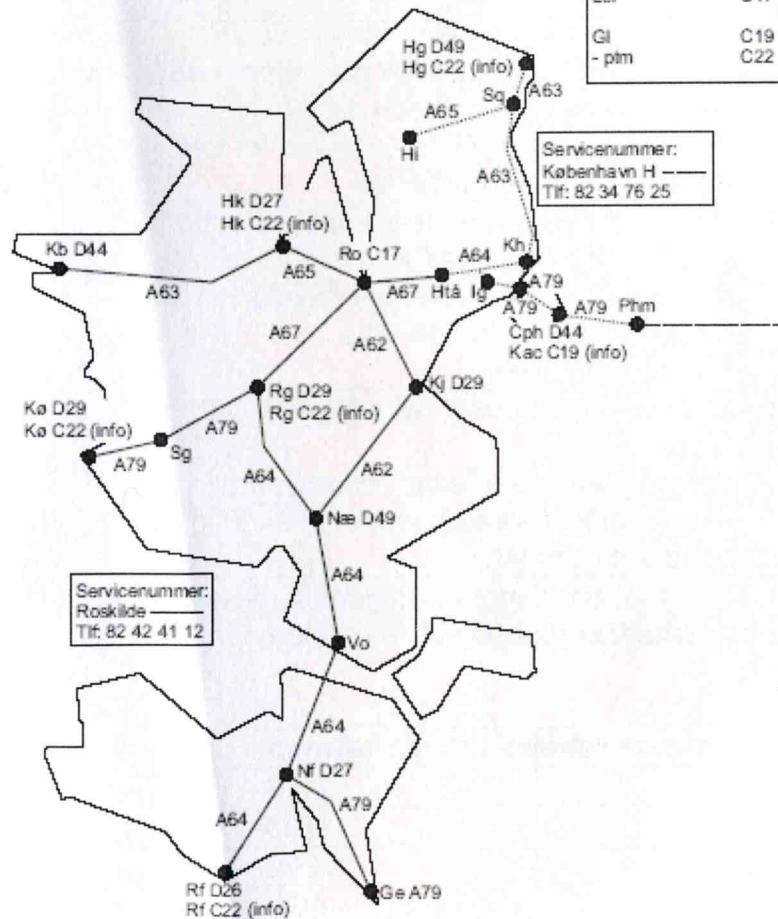 Gl C19
- ptm C22
Hg D49
Hg C22 (info)
A63
Sq
A65
Hi
A63
Servicenummer:
København H
Tlf: 82 34 76 25
Hk D27
Hk C22 (info)
Kb D44
Ro C17
Kh
A64
A65
A63
A67
Htå
Ig
A79
A79
A79
Phm
Cph D44
Kac C19 (info)
A67
A62
Rg D29
Rg C22 (info)
Kj D29
Kø D29
Kø C22 (info)
A79
Sg
A79
A64
A62
Næ D49
A64
Servicenummer:
Roskilde
Tlf: 82 42 41 12
Vo
A64
Nf D27
A79
A64
Rf D26
Rf C22 (info)
Ge A79